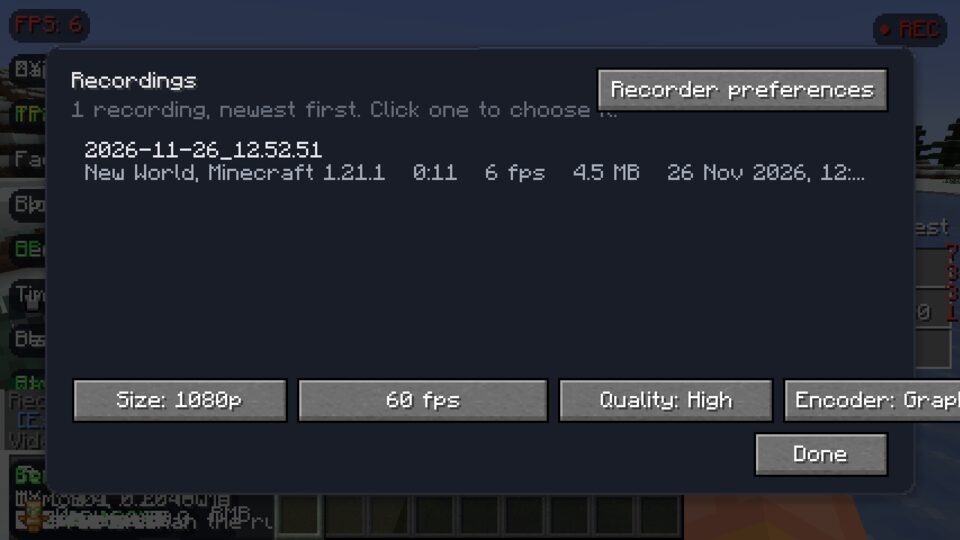 FPS: 6
● REC
Recordings
Recorder preferences
1 recording, newest first. Click one to choose it.
2026-11-26_12.52.51
New World, Minecraft 1.21.1 0:11 6 fps 4.5 MB 26 Nov 2026, 12:...
Size: 1080p
60 fps
Quality: High
Encoder: Grap
Done